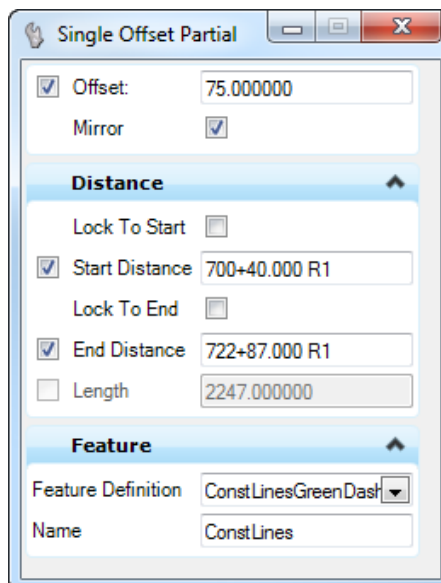 Single Offset Partial
Offset: 75.000000
Mirror
Distance
Lock To Start
Start Distance 700+40.000 R1
Lock To End
End Distance 722+87.000 R1
Length 2247.000000
Feature
Feature Definition ConstLinesGreenDash
Name ConstLines